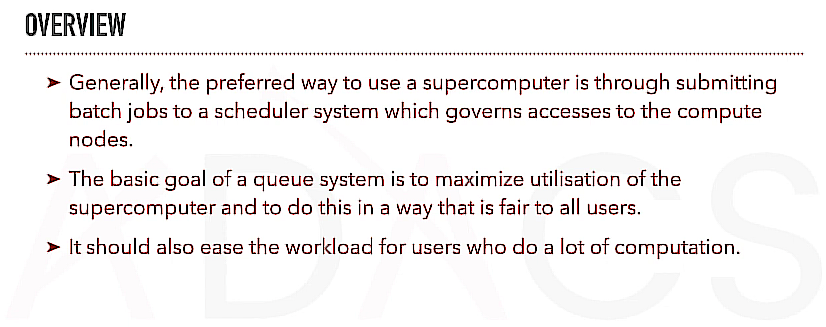 OVERVIEW
➤ Generally, the preferred way to use a supercomputer is through submitting
batch jobs to a scheduler system which governs accesses to the compute
nodes.
➤ The basic goal of a queue system is to maximize utilisation of the
supercomputer and to do this in a way that is fair to all users.
➤ It should also ease the workload for users who do a lot of computation.
ADACS